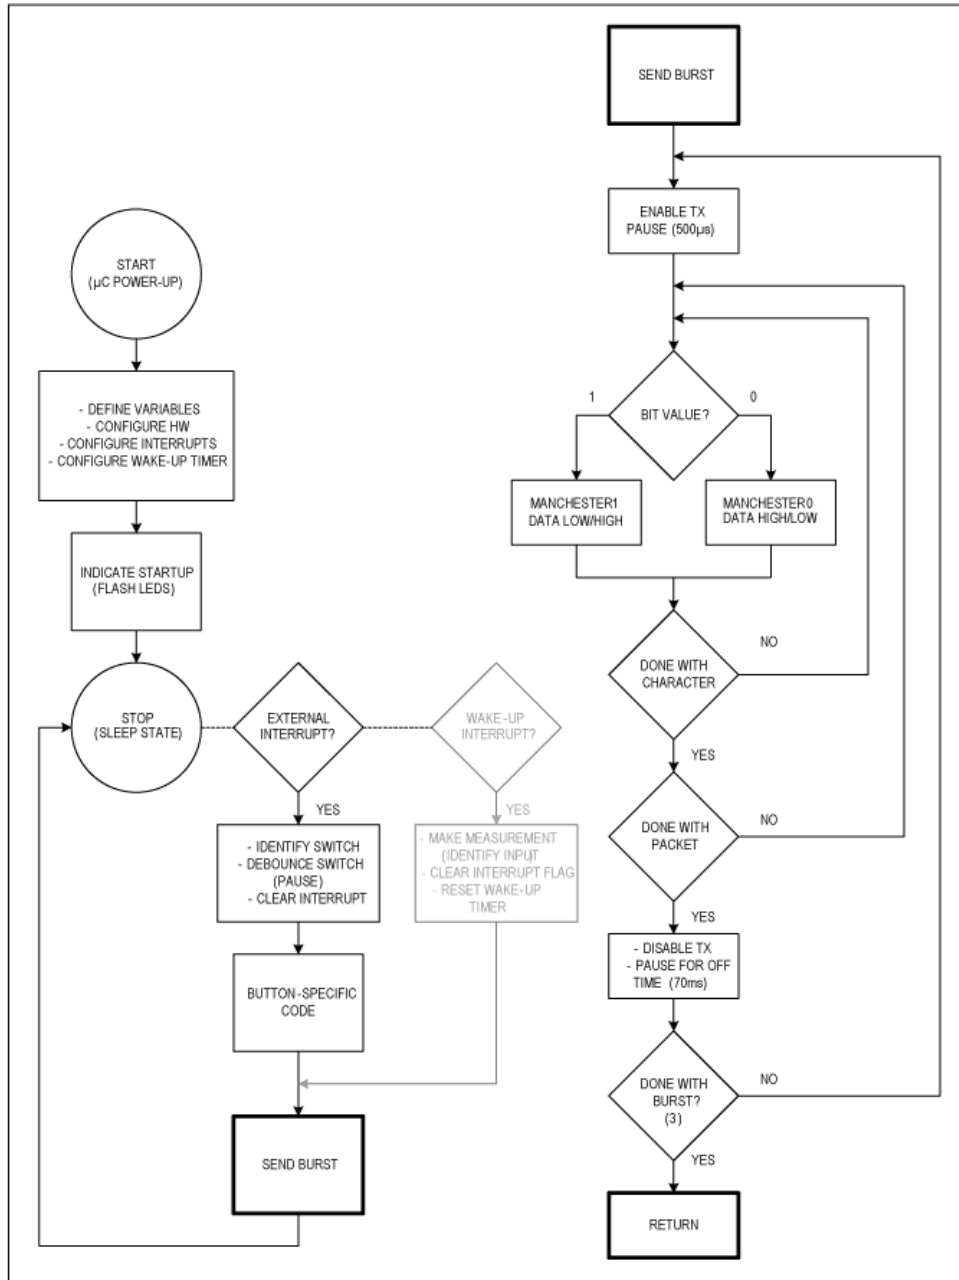 START
(µC POWER-UP)
- DEFINE VARIABLES
- CONFIGURE HW
- CONFIGURE INTERRUPTS
- CONFIGURE WAKE-UP TIMER
INDICATE STARTUP
(FLASH LEDS)
STOP
(SLEEP STATE)
EXTERNAL
INTERRUPT?
YES
- IDENTIFY SWITCH
- DEBOUNCE SWITCH
(PAUSE)
- CLEAR INTERRUPT
BUTTON-SPECIFIC
CODE
SEND BURST
WAKE-UP
INTERRUPT?
YES
- MAKE MEASUREMENT
(IDENTIFY INPUT
- CLEAR INTERRUPT FLAG
- RESET WAKE-UP
TIMER
SEND BURST
ENABLE TX
PAUSE (500µs)
BIT VALUE?
1
0
MANCHESTER1
DATA LOW/HIGH
MANCHESTER0
DATA HIGH/LOW
DONE WITH
CHARACTER
NO
YES
DONE WITH
PACKET
NO
YES
- DISABLE TX
- PAUSE FOR OFF
TIME (70ms)
DONE WITH
BURST?
(3)
NO
YES
RETURN